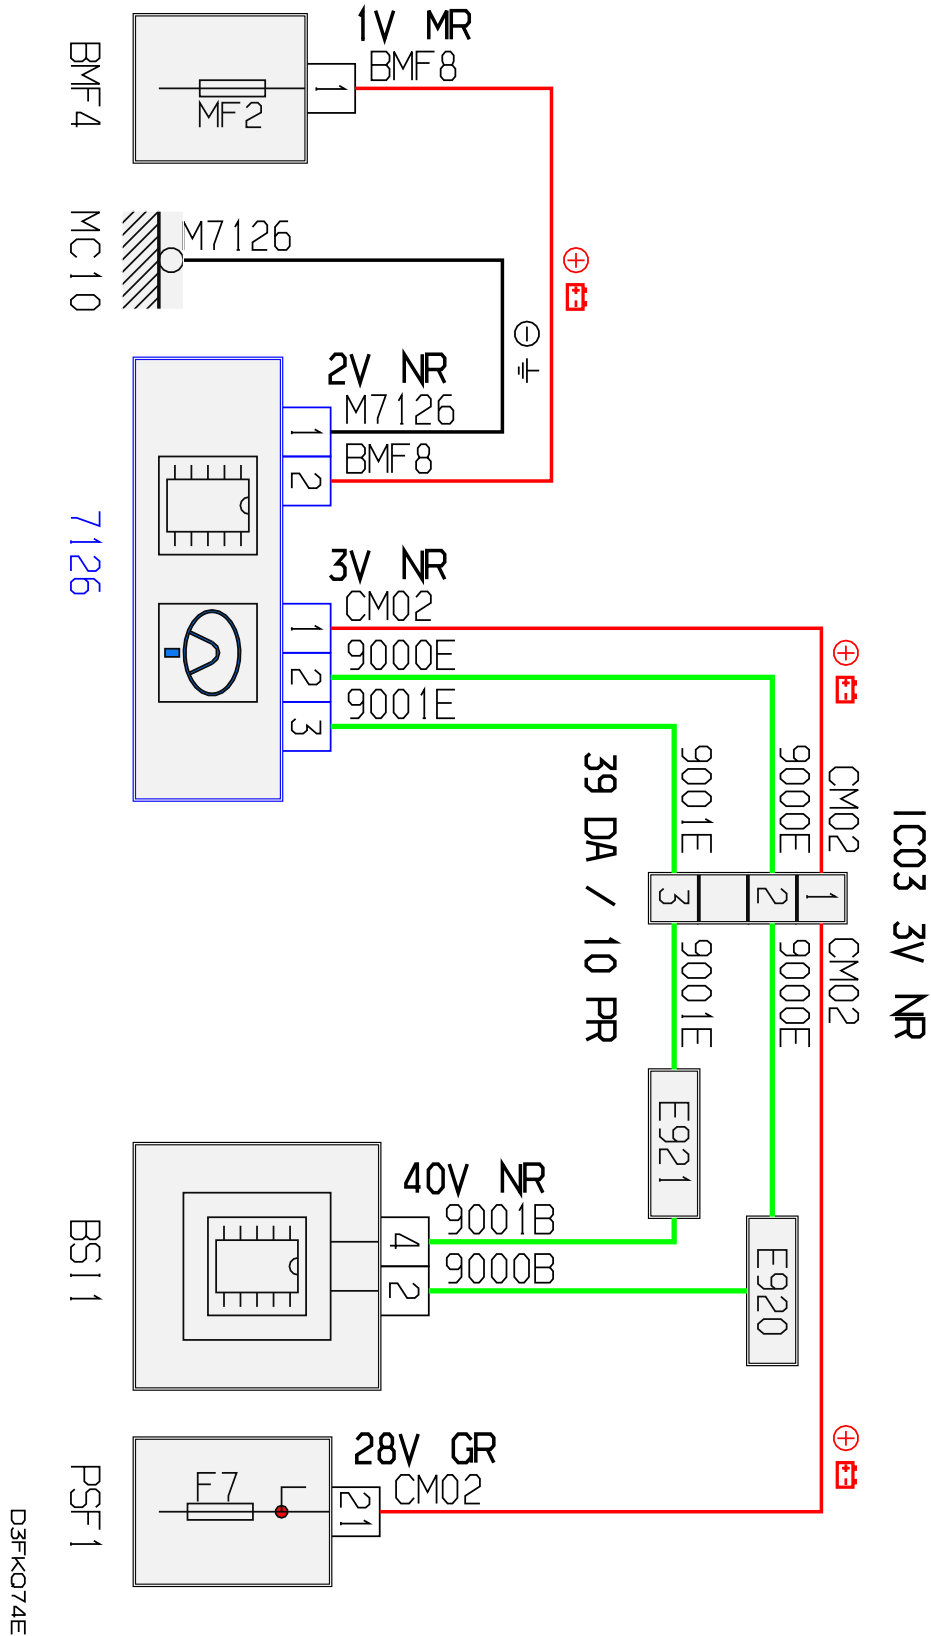 1V MR
BMF8
1
MF2
BMF4
M7126
MC10
2V NR
M7126
1
BMF8
2
7126
3V NR
CM02
1
9000E
2
9001E
3
9001E
9000E
CM02
39 DA / 10 PR
3
2
1
IC03 3V NR
9001E
9000E
CM02
E921
E920
40V NR
9001B
4
9000B
2
BSI1
28V GR
CM02
21
F7
PSF1
D3FKQ74E